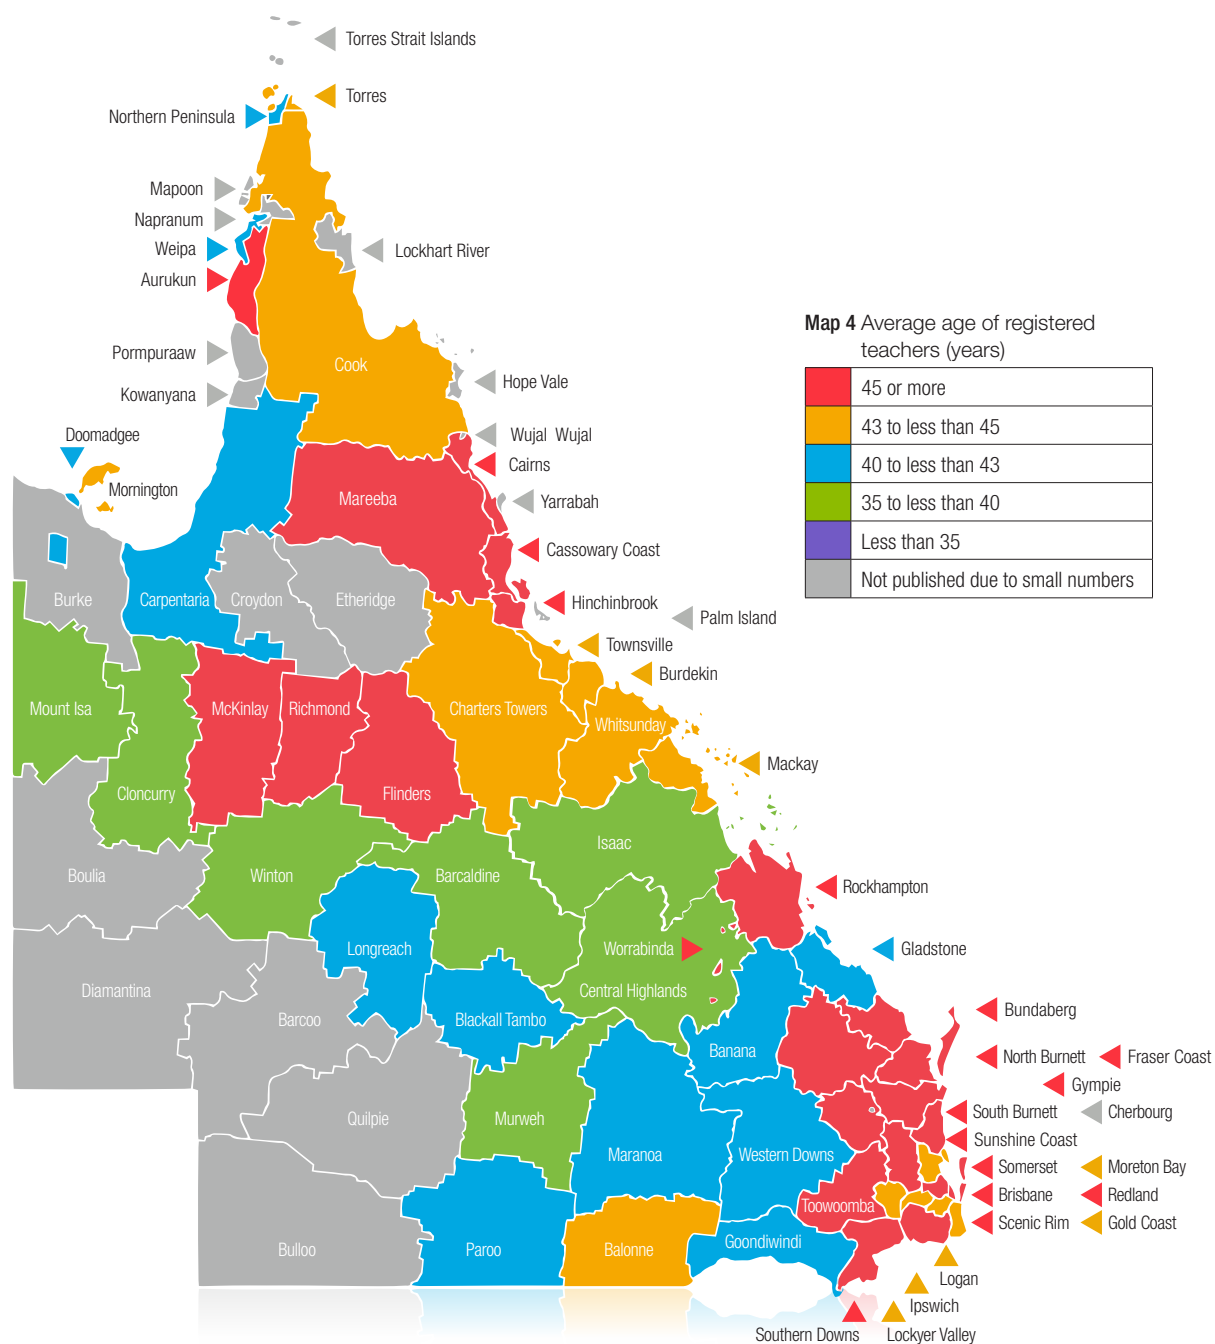 Torres Strait Islands
Torres
Northern Peninsula
Mapoon
Napranum
Weipa
Lockhart River
Aurukun
Map 4 Average age of registered
teachers (years)
45 or more
43 to less than 45
40 to less than 43
35 to less than 40
Less than 35
Not published due to small numbers
Pormpuraaw
Cook
Hope Vale
Kowanyana
Doomadgee
Wujal Wujal
Cairns
Mornington
Mareeba
Yarrabah
Cassowary Coast
Burke
Carpentaria
Croydon
Etheridge
Hinchinbrook
Palm Island
Townsville
Burdekin
Mount Isa
McKinlay
Richmond
Charters Towers
Whitsunday
Mackay
Cloncurry
Flinders
Isaac
Boulia
Winton
Barcaldine
Rockhampton
Longreach
Worrabinda
Gladstone
Diamantina
Central Highlands
Barcoo
Blackall Tambo
Bundaberg
Banana
North Burnett
Fraser Coast
Gympie
Quilpie
Murweh
South Burnett
Cherbourg
Sunshine Coast
Maranoa
Western Downs
Somerset
Moreton Bay
Toowoomba
Brisbane
Redland
Scenic Rim
Gold Coast
Bulloo
Paroo
Balonne
Goondiwindi
Logan
Ipswich
Southern Downs
Lockyer Valley